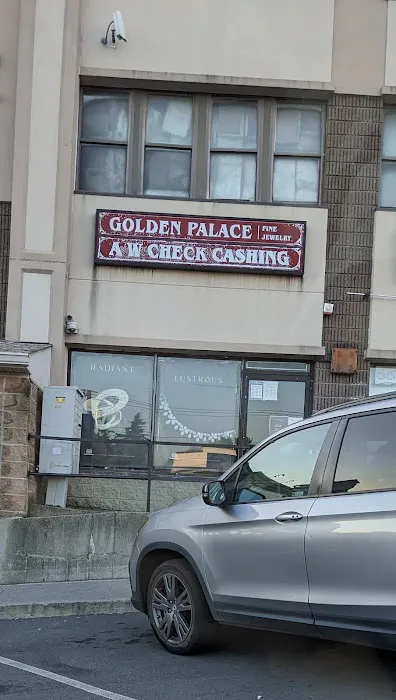 GOLDEN PALACE
FINE
JEWELRY
A W CHECK CASHING
RADIANT
LUSTROUS